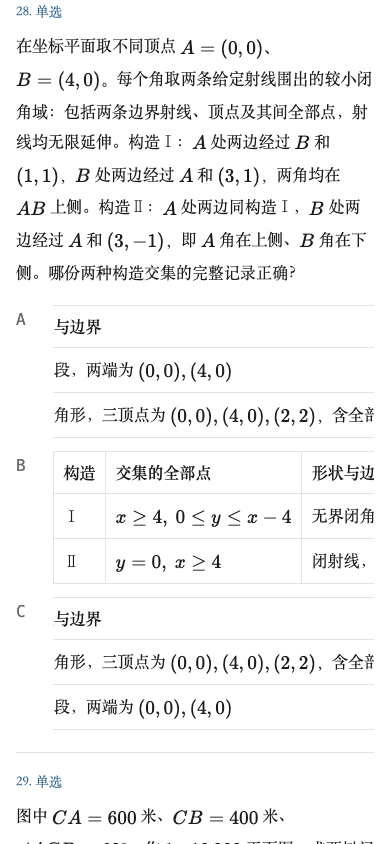 28. 单选
在坐标平面取不同顶点 A = (0, 0)、
B = (4, 0)。每个角取两条给定射线围出的较小闭
角域：包括两条边界射线、顶点及其间全部点，射
线均无限延伸。构造Ⅰ：A 处两边经过 B 和
(1, 1)，B 处两边经过 A 和 (3, 1)，两角均在
AB 上侧。构造Ⅱ：A 处两边同构造Ⅰ，B 处两
边经过 A 和 (3, −1)，即 A 角在上侧、B 角在下
侧。哪份两种构造交集的完整记录正确？
A
与边界
段，两端为 (0, 0), (4, 0)
角形，三顶点为 (0, 0), (4, 0), (2, 2)，含全
B
构造 交集的全部点 形状与边
Ⅰ x ≥ 4, 0 ≤ y ≤ x − 4 无界闭角
Ⅱ y = 0, x ≥ 4 闭射线，
C
与边界
角形，三顶点为 (0, 0), (4, 0), (2, 2)，含全
段，两端为 (0, 0), (4, 0)
29. 单选
图中 CA = 600 米、CB = 400 米、